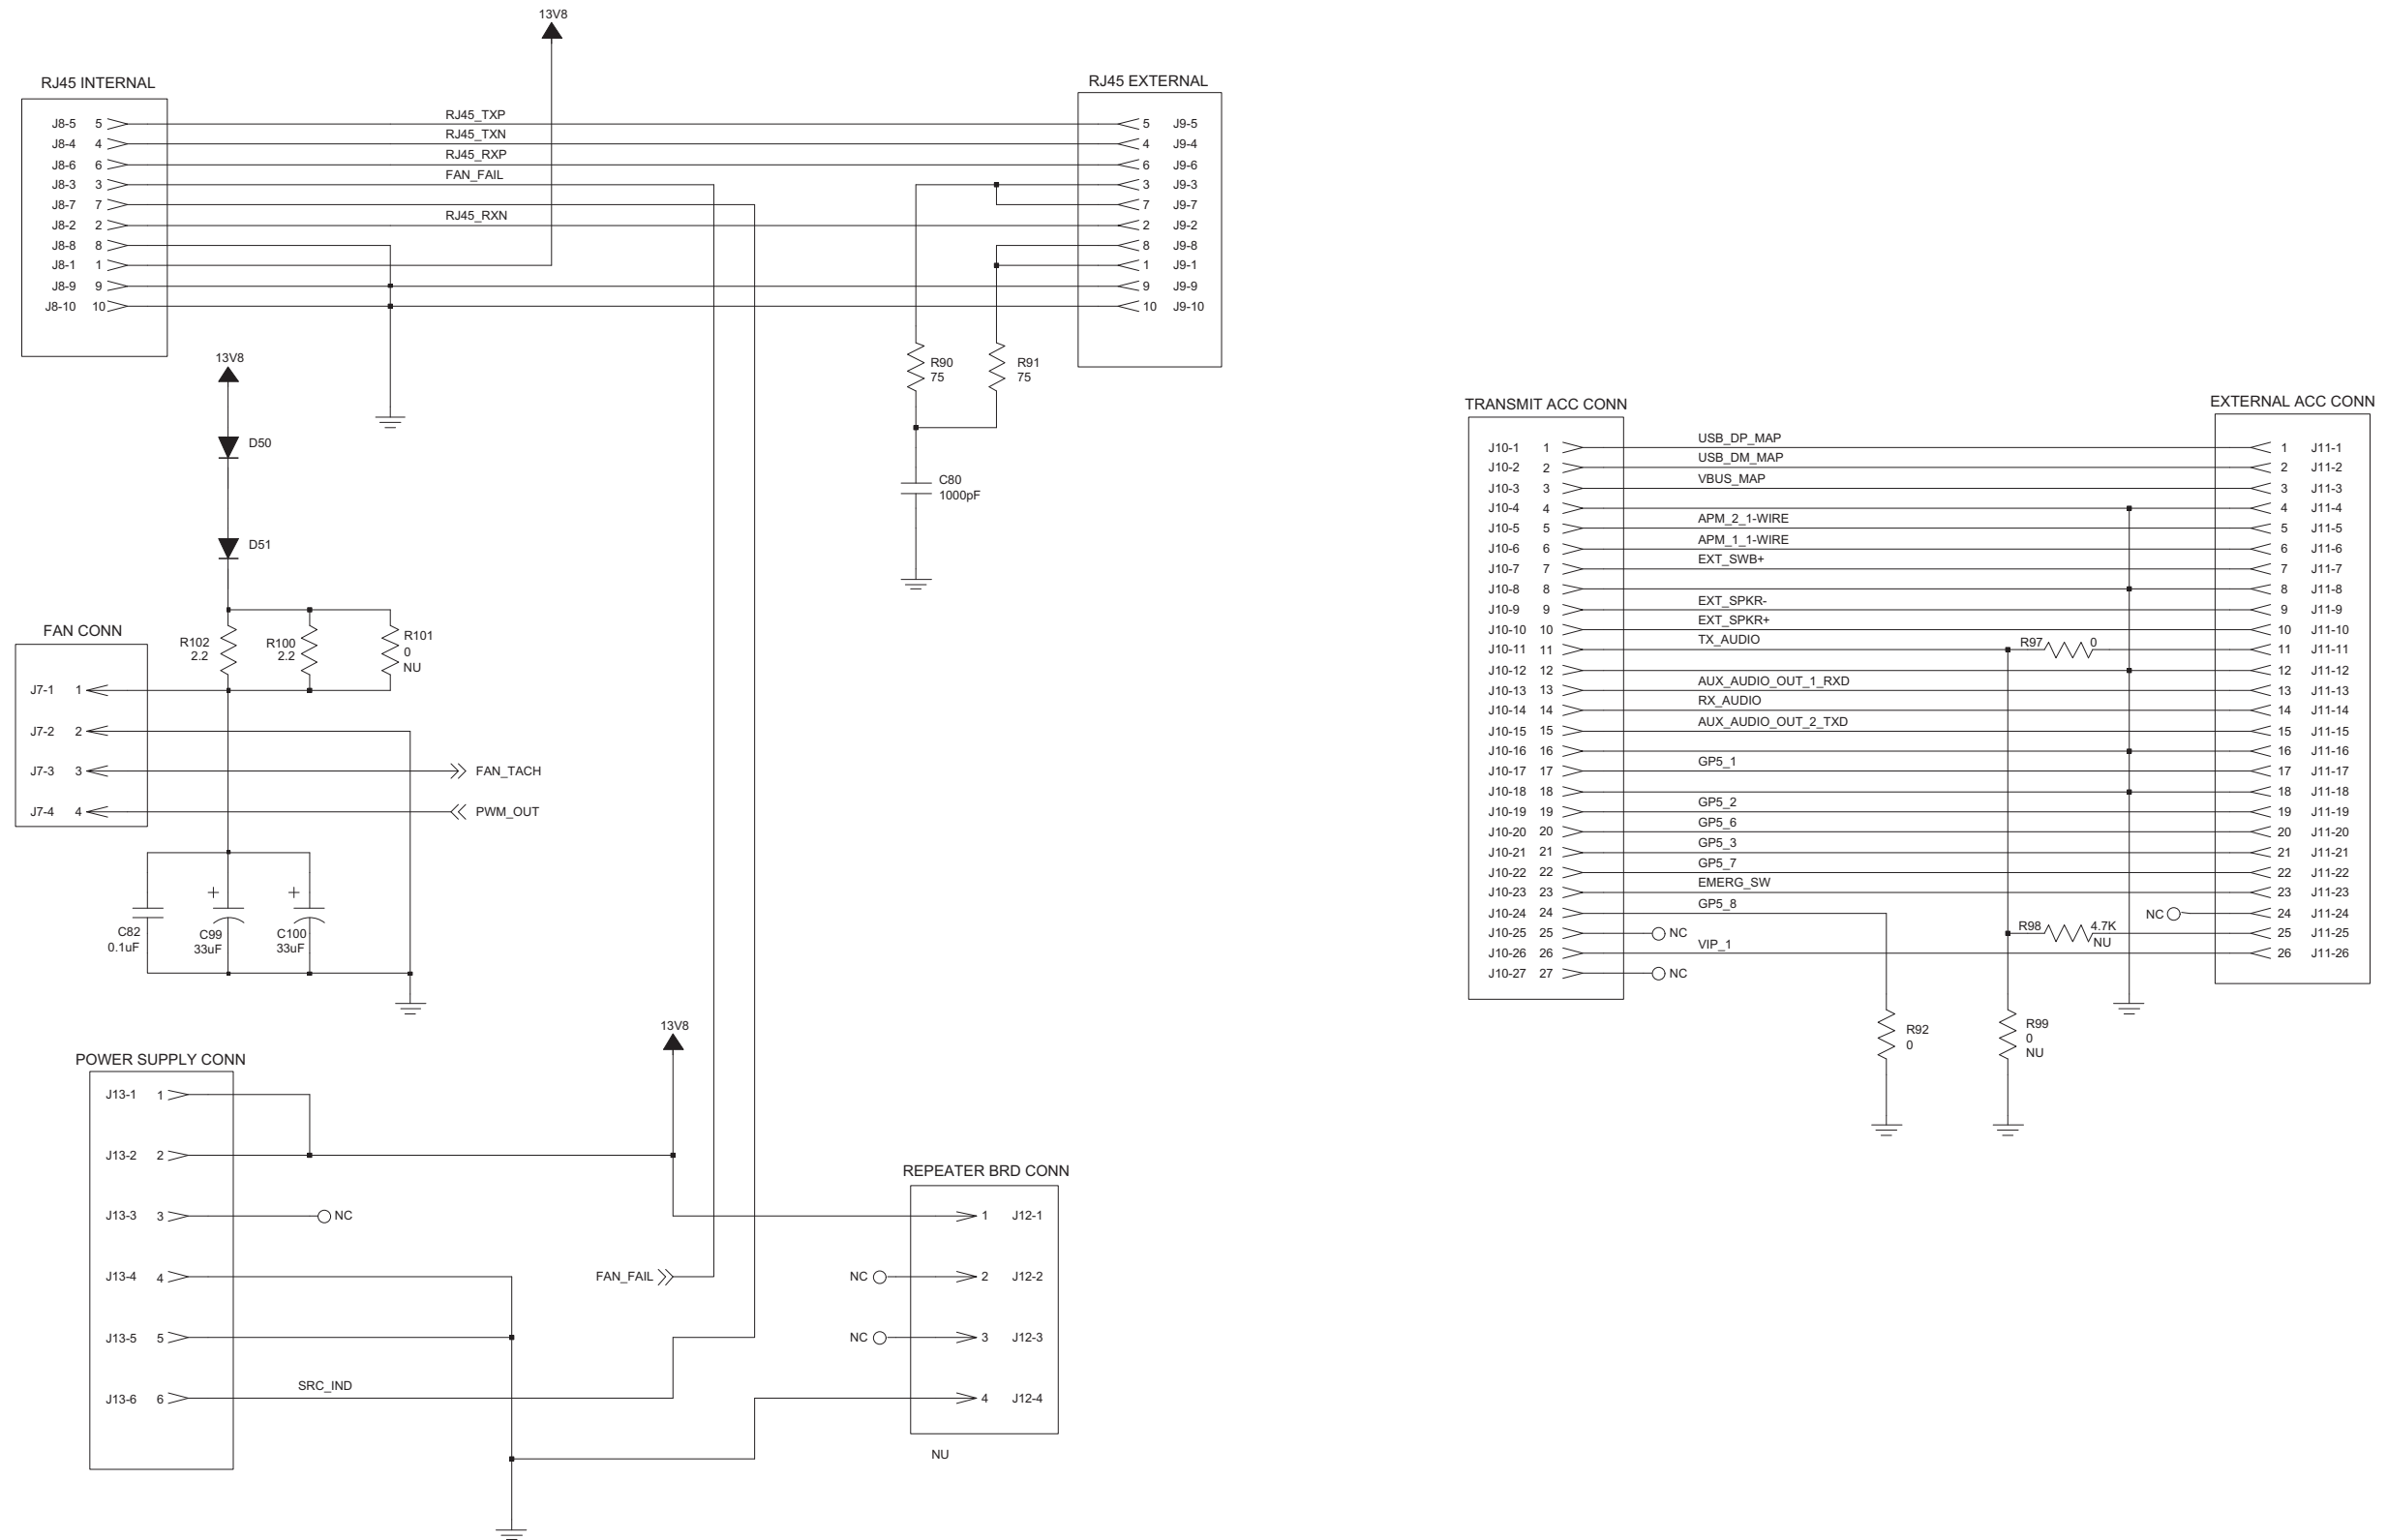 13V8
RJ45 INTERNAL
J8-5 5
J8-4 4
J8-6 6
J8-3 3
J8-7 7
J8-2 2
J8-8 8
J8-1 1
J8-9 9
J8-10 10
RJ45_TXP
RJ45_TXN
RJ45_RXP
FAN_FAIL
RJ45_RXN
RJ45 EXTERNAL
5 J9-5
4 J9-4
6 J9-6
3 J9-3
7 J9-7
2 J9-2
8 J9-8
1 J9-1
9 J9-9
10 J9-10
R90
75
R91
75
C80
1000pF
13V8
D50
D51
R102
2.2
R100
2.2
R101
0
NU
FAN CONN
J7-1 1
J7-2 2
J7-3 3
J7-4 4
FAN_TACH
PWM_OUT
+
+
C82
0.1uF
C99
33uF
C100
33uF
13V8
POWER SUPPLY CONN
J13-1 1
J13-2 2
J13-3 3
J13-4 4
J13-5 5
J13-6 6
NC
SRC_IND
FAN_FAIL
REPEATER BRD CONN
1 J12-1
NC 2 J12-2
NC 3 J12-3
4 J12-4
NU
TRANSMIT ACC CONN
J10-1 1
J10-2 2
J10-3 3
J10-4 4
J10-5 5
J10-6 6
J10-7 7
J10-8 8
J10-9 9
J10-10 10
J10-11 11
J10-12 12
J10-13 13
J10-14 14
J10-15 15
J10-16 16
J10-17 17
J10-18 18
J10-19 19
J10-20 20
J10-21 21
J10-22 22
J10-23 23
J10-24 24
J10-25 25 NC
J10-26 26
J10-27 27 NC
USB_DP_MAP
USB_DM_MAP
VBUS_MAP
APM_2_1-WIRE
APM_1_1-WIRE
EXT_SWB+
EXT_SPKR-
EXT_SPKR+
TX_AUDIO
AUX_AUDIO_OUT_1_RXD
RX_AUDIO
AUX_AUDIO_OUT_2_TXD
GP5_1
GP5_2
GP5_6
GP5_3
GP5_7
EMERG_SW
GP5_8
VIP_1
R97 0
R98 4.7K
NU
R92
0
R99
0
NU
EXTERNAL ACC CONN
1 J11-1
2 J11-2
3 J11-3
4 J11-4
5 J11-5
6 J11-6
7 J11-7
8 J11-8
9 J11-9
10 J11-10
11 J11-11
12 J11-12
13 J11-13
14 J11-14
15 J11-15
16 J11-16
17 J11-17
18 J11-18
19 J11-19
20 J11-20
21 J11-21
22 J11-22
23 J11-23
NC 24 J11-24
25 J11-25
26 J11-26